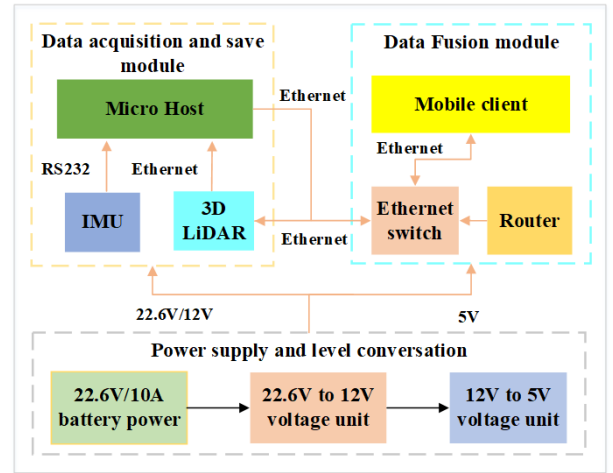 Data acquisition and save
module
Micro Host
RS232
Ethernet
IMU
3D
LiDAR
Ethernet
Ethernet
Data Fusion module
Mobile client
Ethernet
Ethernet
switch
Router
22.6V/12V
5V
Power supply and level conversation
22.6V/10A
battery power
22.6V to 12V
voltage unit
12V to 5V
voltage unit